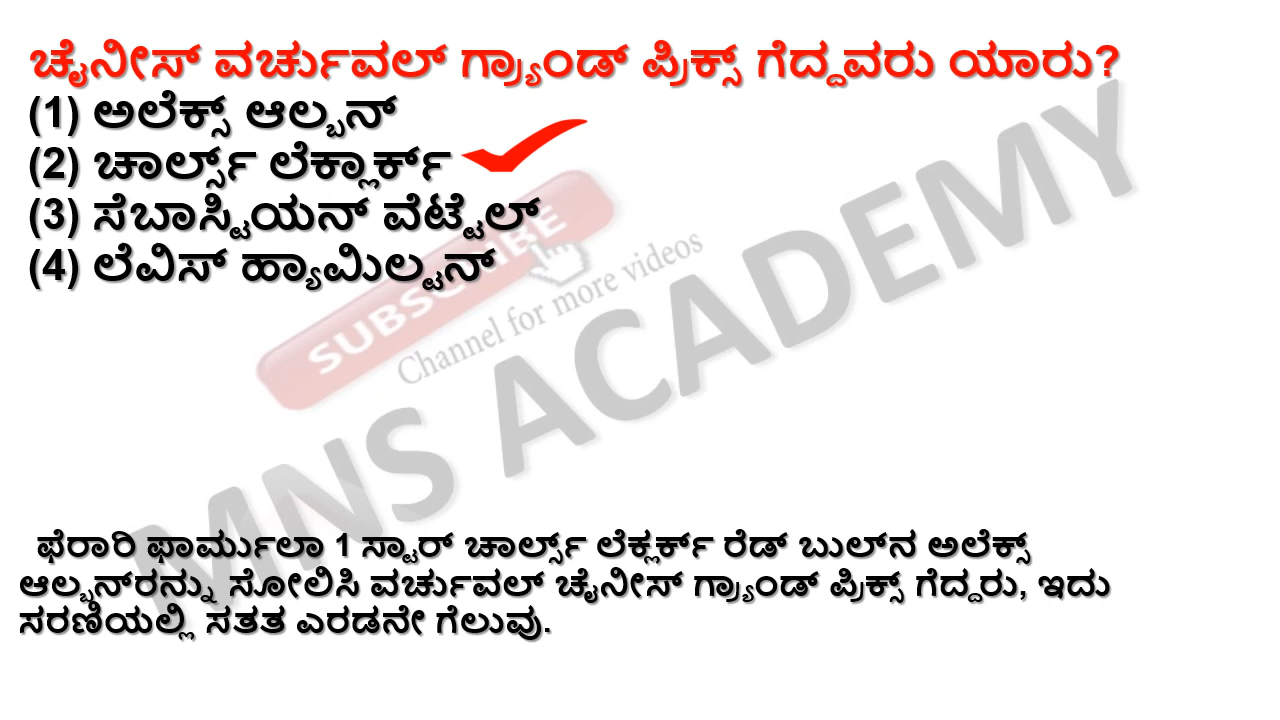 ಚೈನೀಸ್ ವರ್ಚುವಲ್ ಗ್ರ್ಯಾಂಡ್ ಪ್ರಿಕ್ಸ್ ಗೆದ್ದವರು ಯಾರು?
(1) ಅಲೆಕ್ಸ್ ಆಲ್ಬನ್
(2) ಚಾರ್ಲ್ಸ್ ಲೆಕ್ಲಾರ್ಕ್
(3) ಸೆಬಾಸ್ಟಿಯನ್ ವೆಟ್ಟೆಲ್
(4) ಲೆವಿಸ್ ಹ್ಯಾಮಿಲ್ಟನ್
SUBSCRIBE
Channel for more videos
MNS ACADEMY
ಫೆರಾರಿ ಫಾರ್ಮುಲಾ 1 ಸ್ಟಾರ್ ಚಾರ್ಲ್ಸ್ ಲೆಕ್ಲರ್ಕ್ ರೆಡ್ ಬುಲ್‌ನ ಅಲೆಕ್ಸ್
ಆಲ್ಬನ್‌ರನ್ನು ಸೋಲಿಸಿ ವರ್ಚುವಲ್ ಚೈನೀಸ್ ಗ್ರ್ಯಾಂಡ್ ಪ್ರಿಕ್ಸ್ ಗೆದ್ದರು, ಇದು
ಸರಣಿಯಲ್ಲಿ ಸತತ ಎರಡನೇ ಗೆಲುವು.